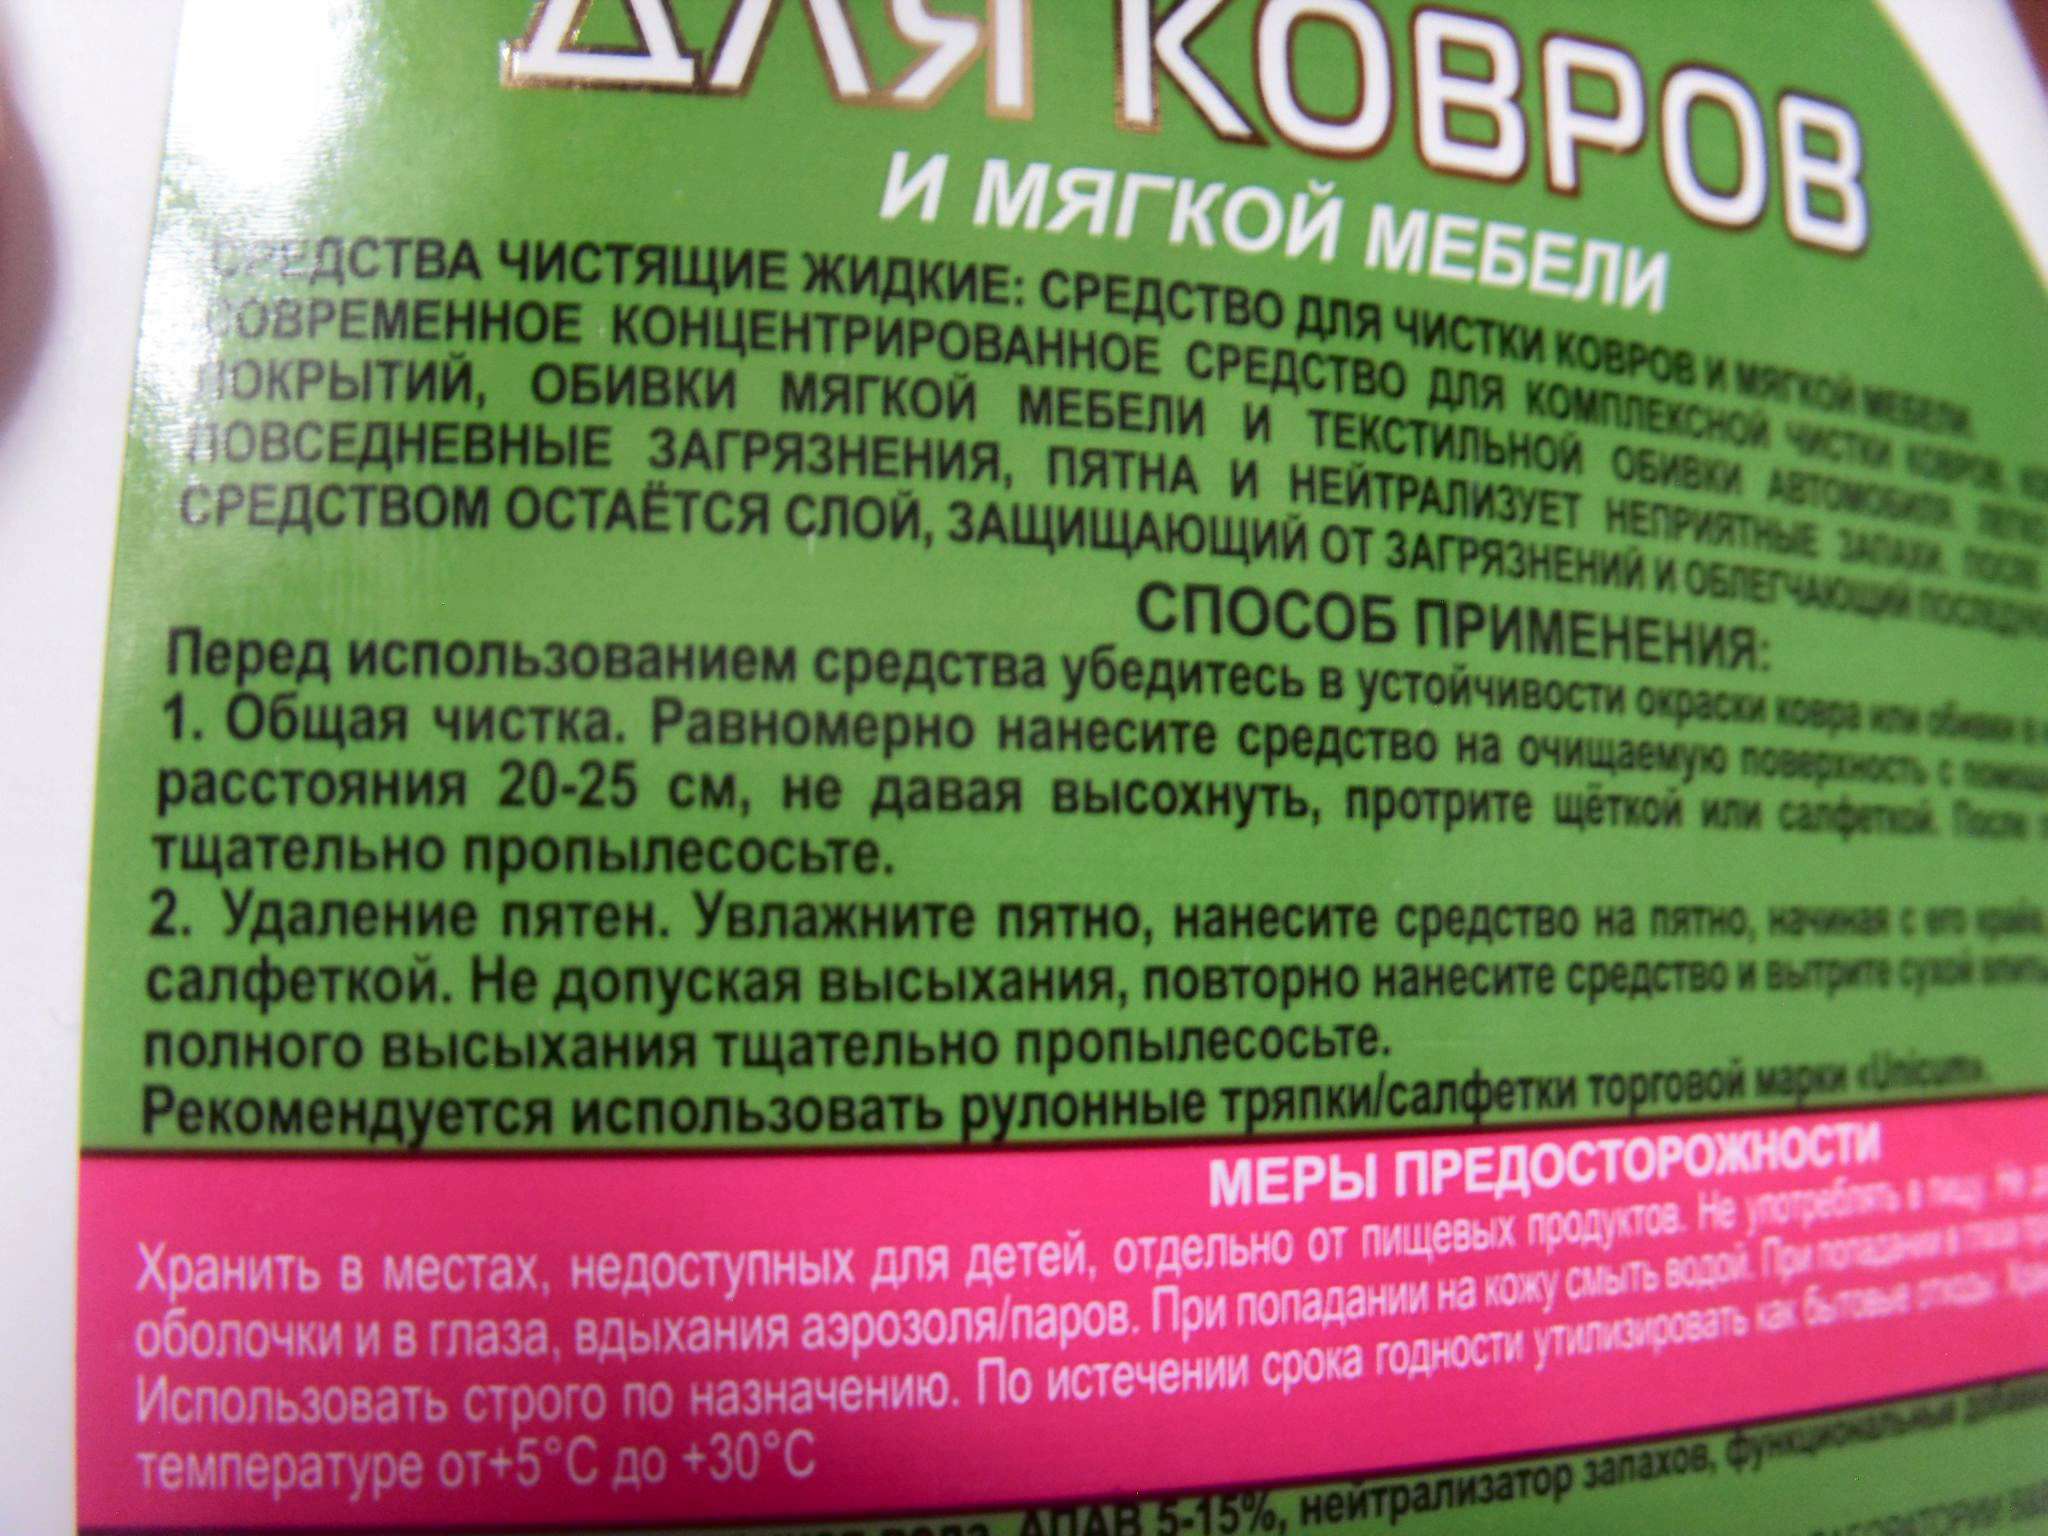 ДЛЯ КОВРОВ
И МЯГКОЙ МЕБЕЛИ
СРЕДСТВА ЧИСТЯЩИЕ ЖИДКИЕ: СРЕДСТВО ДЛЯ ЧИСТКИ КОВРОВ И МЯГКОЙ МЕБЕЛИ.
СОВРЕМЕННОЕ КОНЦЕНТРИРОВАННОЕ СРЕДСТВО ДЛЯ КОМПЛЕКСНОЙ ЧИСТКИ КОВРОВ,
ПОКРЫТИЙ, ОБИВКИ МЯГКОЙ МЕБЕЛИ И ТЕКСТИЛЬНОЙ ОБИВКИ АВТОМОБИЛЯ. ЛЕГКО
ПОВСЕДНЕВНЫЕ ЗАГРЯЗНЕНИЯ, ПЯТНА И НЕЙТРАЛИЗУЕТ НЕПРИЯТНЫЕ ЗАПАХИ. ПОСЛЕ
СРЕДСТВОМ ОСТАЁТСЯ СЛОЙ, ЗАЩИЩАЮЩИЙ ОТ ЗАГРЯЗНЕНИЙ И ОБЛЕГЧАЮЩИЙ
СПОСОБ ПРИМЕНЕНИЯ:
Перед использованием средства убедитесь в устойчивости окраски ковра или обивки в
1. Общая чистка. Равномерно нанесите средство на очищаемую поверхность с
расстояния 20-25 см, не давая высохнуть, протрите щёткой или салфеткой. После
тщательно пропылесосьте.
2. Удаление пятен. Увлажните пятно, нанесите средство на пятно, начиная с его края,
салфеткой. Не допуская высыхания, повторно нанесите средство и вытрите сухой
полного высыхания тщательно пропылесосьте.
Рекомендуется использовать рулонные тряпки/салфетки торговой марки «Unicum».
МЕРЫ ПРЕДОСТОРОЖНОСТИ
Хранить в местах, недоступных для детей, отдельно от пищевых продуктов. Не употреблять в пищу. Не
оболочки и в глаза, вдыхания аэрозоля/паров. При попадании на кожу смыть водой. При попадании в глаза
Использовать строго по назначению. По истечении срока годности утилизировать как бытовые отходы.
температуре от+5°С до +30°С
вода, АПАВ 5-15%, нейтрализатор запахов, функциональные